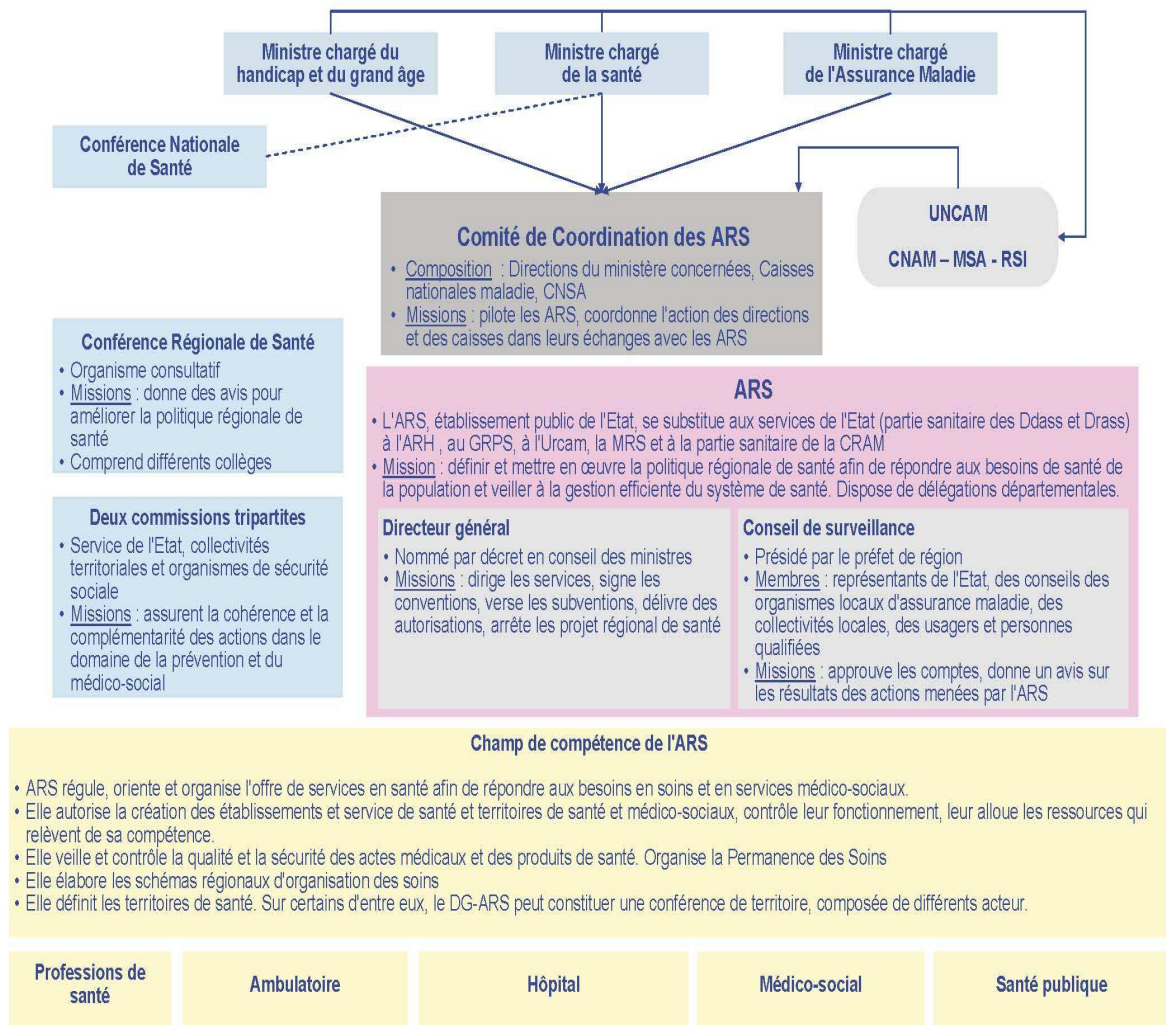 Ministre chargé du
handicap et du grand âge
Ministre chargé
de la santé
Ministre chargé
de l'Assurance Maladie
Conférence Nationale
de Santé
UNCAM
CNAM – MSA - RSI
Comité de Coordination des ARS
• Composition : Directions du ministère concernées, Caisses
nationales maladie, CNSA
• Missions : pilote les ARS, coordonne l'action des directions
et des caisses dans leurs échanges avec les ARS
Conférence Régionale de Santé
• Organisme consultatif
• Missions : donne des avis pour
améliorer la politique régionale de
santé
• Comprend différents collèges
Deux commissions tripartites
• Service de l'Etat, collectivités
territoriales et organismes de sécurité
sociale
• Missions : assurent la cohérence et la
complémentarité des actions dans le
domaine de la prévention et du
médico-social
ARS
• L'ARS, établissement public de l'Etat, se substitue aux services de l'Etat (partie sanitaire des Ddass et Drass)
à l'ARH , au GRPS, à l'Urcam, la MRS et à la partie sanitaire de la CRAM
• Mission : définir et mettre en œuvre la politique régionale de santé afin de répondre aux besoins de santé de
la population et veiller à la gestion efficiente du système de santé. Dispose de délégations départementales.
Directeur général
• Nommé par décret en conseil des ministres
• Missions : dirige les services, signe les
conventions, verse les subventions, délivre des
autorisations, arrête les projet régional de santé
Conseil de surveillance
• Présidé par le préfet de région
• Membres : représentants de l'Etat, des conseils des
organismes locaux d'assurance maladie, des
collectivités locales, des usagers et personnes
qualifiées
• Missions : approuve les comptes, donne un avis sur
les résultats des actions menées par l'ARS
Champ de compétence de l'ARS
• ARS régule, oriente et organise l'offre de services en santé afin de répondre aux besoins en soins et en services médico-sociaux.
• Elle autorise la création des établissements et service de santé et territoires de santé et médico-sociaux, contrôle leur fonctionnement, leur alloue les ressources qui
relèvent de sa compétence.
• Elle veille et contrôle la qualité et la sécurité des actes médicaux et des produits de santé. Organise la Permanence des Soins
• Elle élabore les schémas régionaux d'organisation des soins
• Elle définit les territoires de santé. Sur certains d'entre eux, le DG-ARS peut constituer une conférence de territoire, composée de différents acteur.
Professions de
santé
Ambulatoire
Hôpital
Médico-social
Santé publique